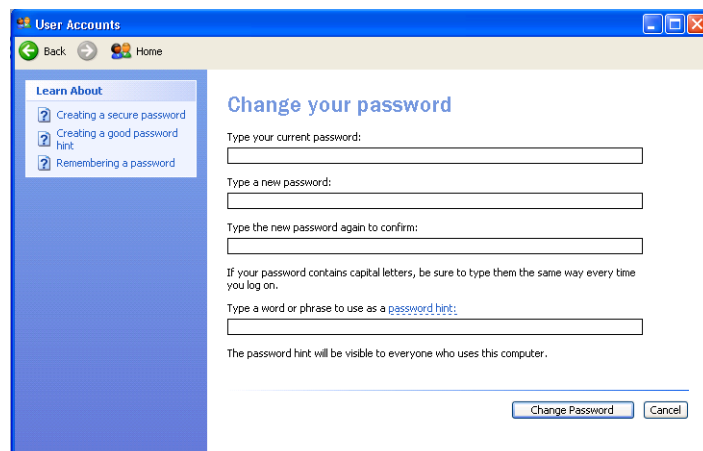 User Accounts
Back
Home
Learn About
Creating a secure password
Creating a good password
hint
Remembering a password
Change your password
Type your current password:
Type a new password:
Type the new password again to confirm:
If your password contains capital letters, be sure to type them the same way every time
you log on.
Type a word or phrase to use as a password hint:
The password hint will be visible to everyone who uses this computer.
Change Password
Cancel